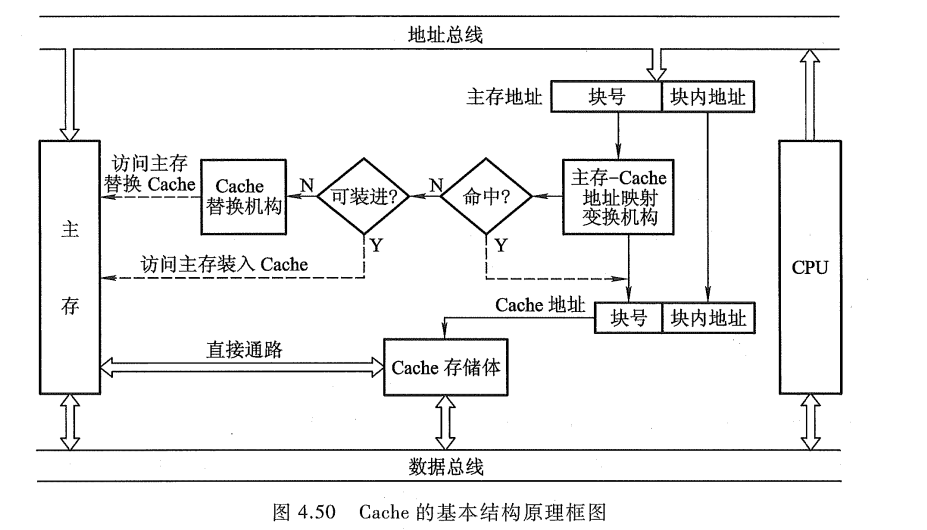 地址总线
主存地址
块号
块内地址
访问主存
替换 Cache
Cache
替换机构
N
可装进?
N
命中?
主存-Cache
地址映射
变换机构
主
存
Y
Y
访问主存装入 Cache
CPU
Cache 地址
块号
块内地址
直接通路
Cache 存储体
数据总线
图 4.50 Cache 的基本结构原理框图